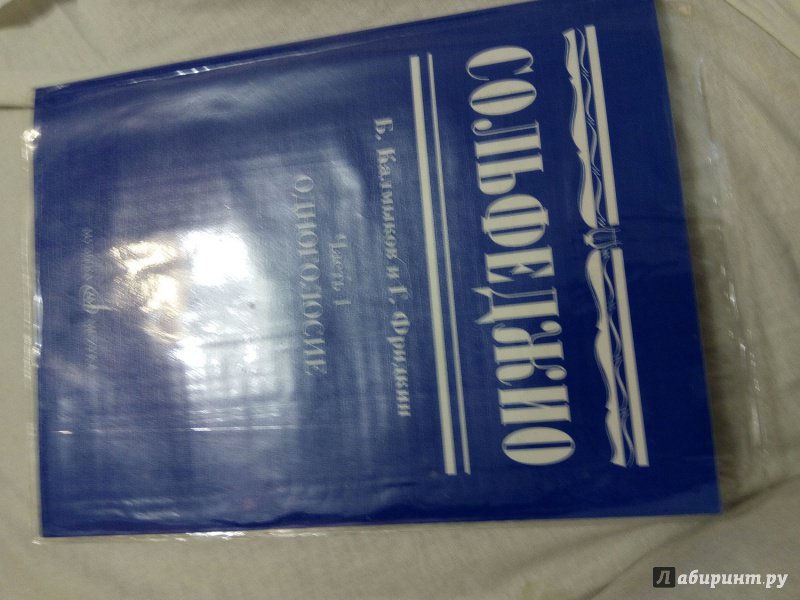 СОЛЬФЕДЖИО
Б. Калмыков и Г. Фридкин
Часть 1
ОДНОГОЛОСИЕ
Лабиринт.ру